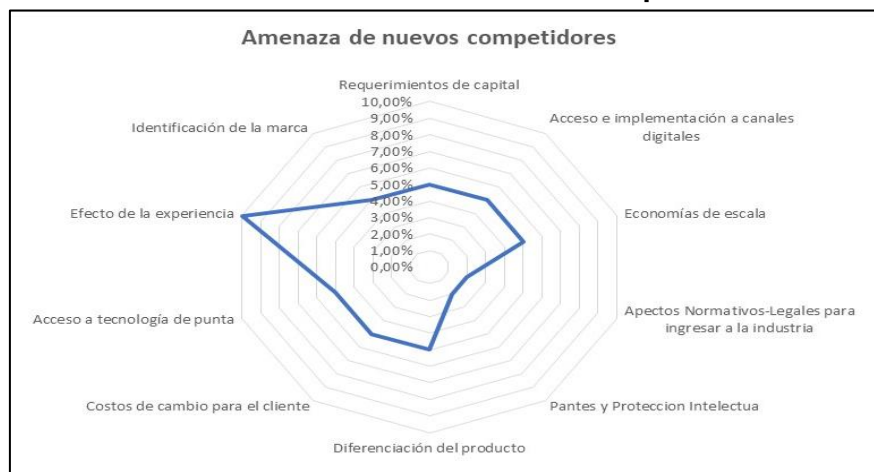 Amenaza de nuevos competidores
Requerimientos de capital
10,00%
9,00%
8,00%
7,00%
6,00%
5,00%
4,00%
3,00%
2,00%
1,00%
0,00%
Acceso e implementación a canales
digitales
Economías de escala
Apectos Normativos-Legales para
ingresar a la industria
Pantes y Proteccion Intelectua
Diferenciación del producto
Costos de cambio para el cliente
Acceso a tecnología de punta
Efecto de la experiencia
Identificación de la marca